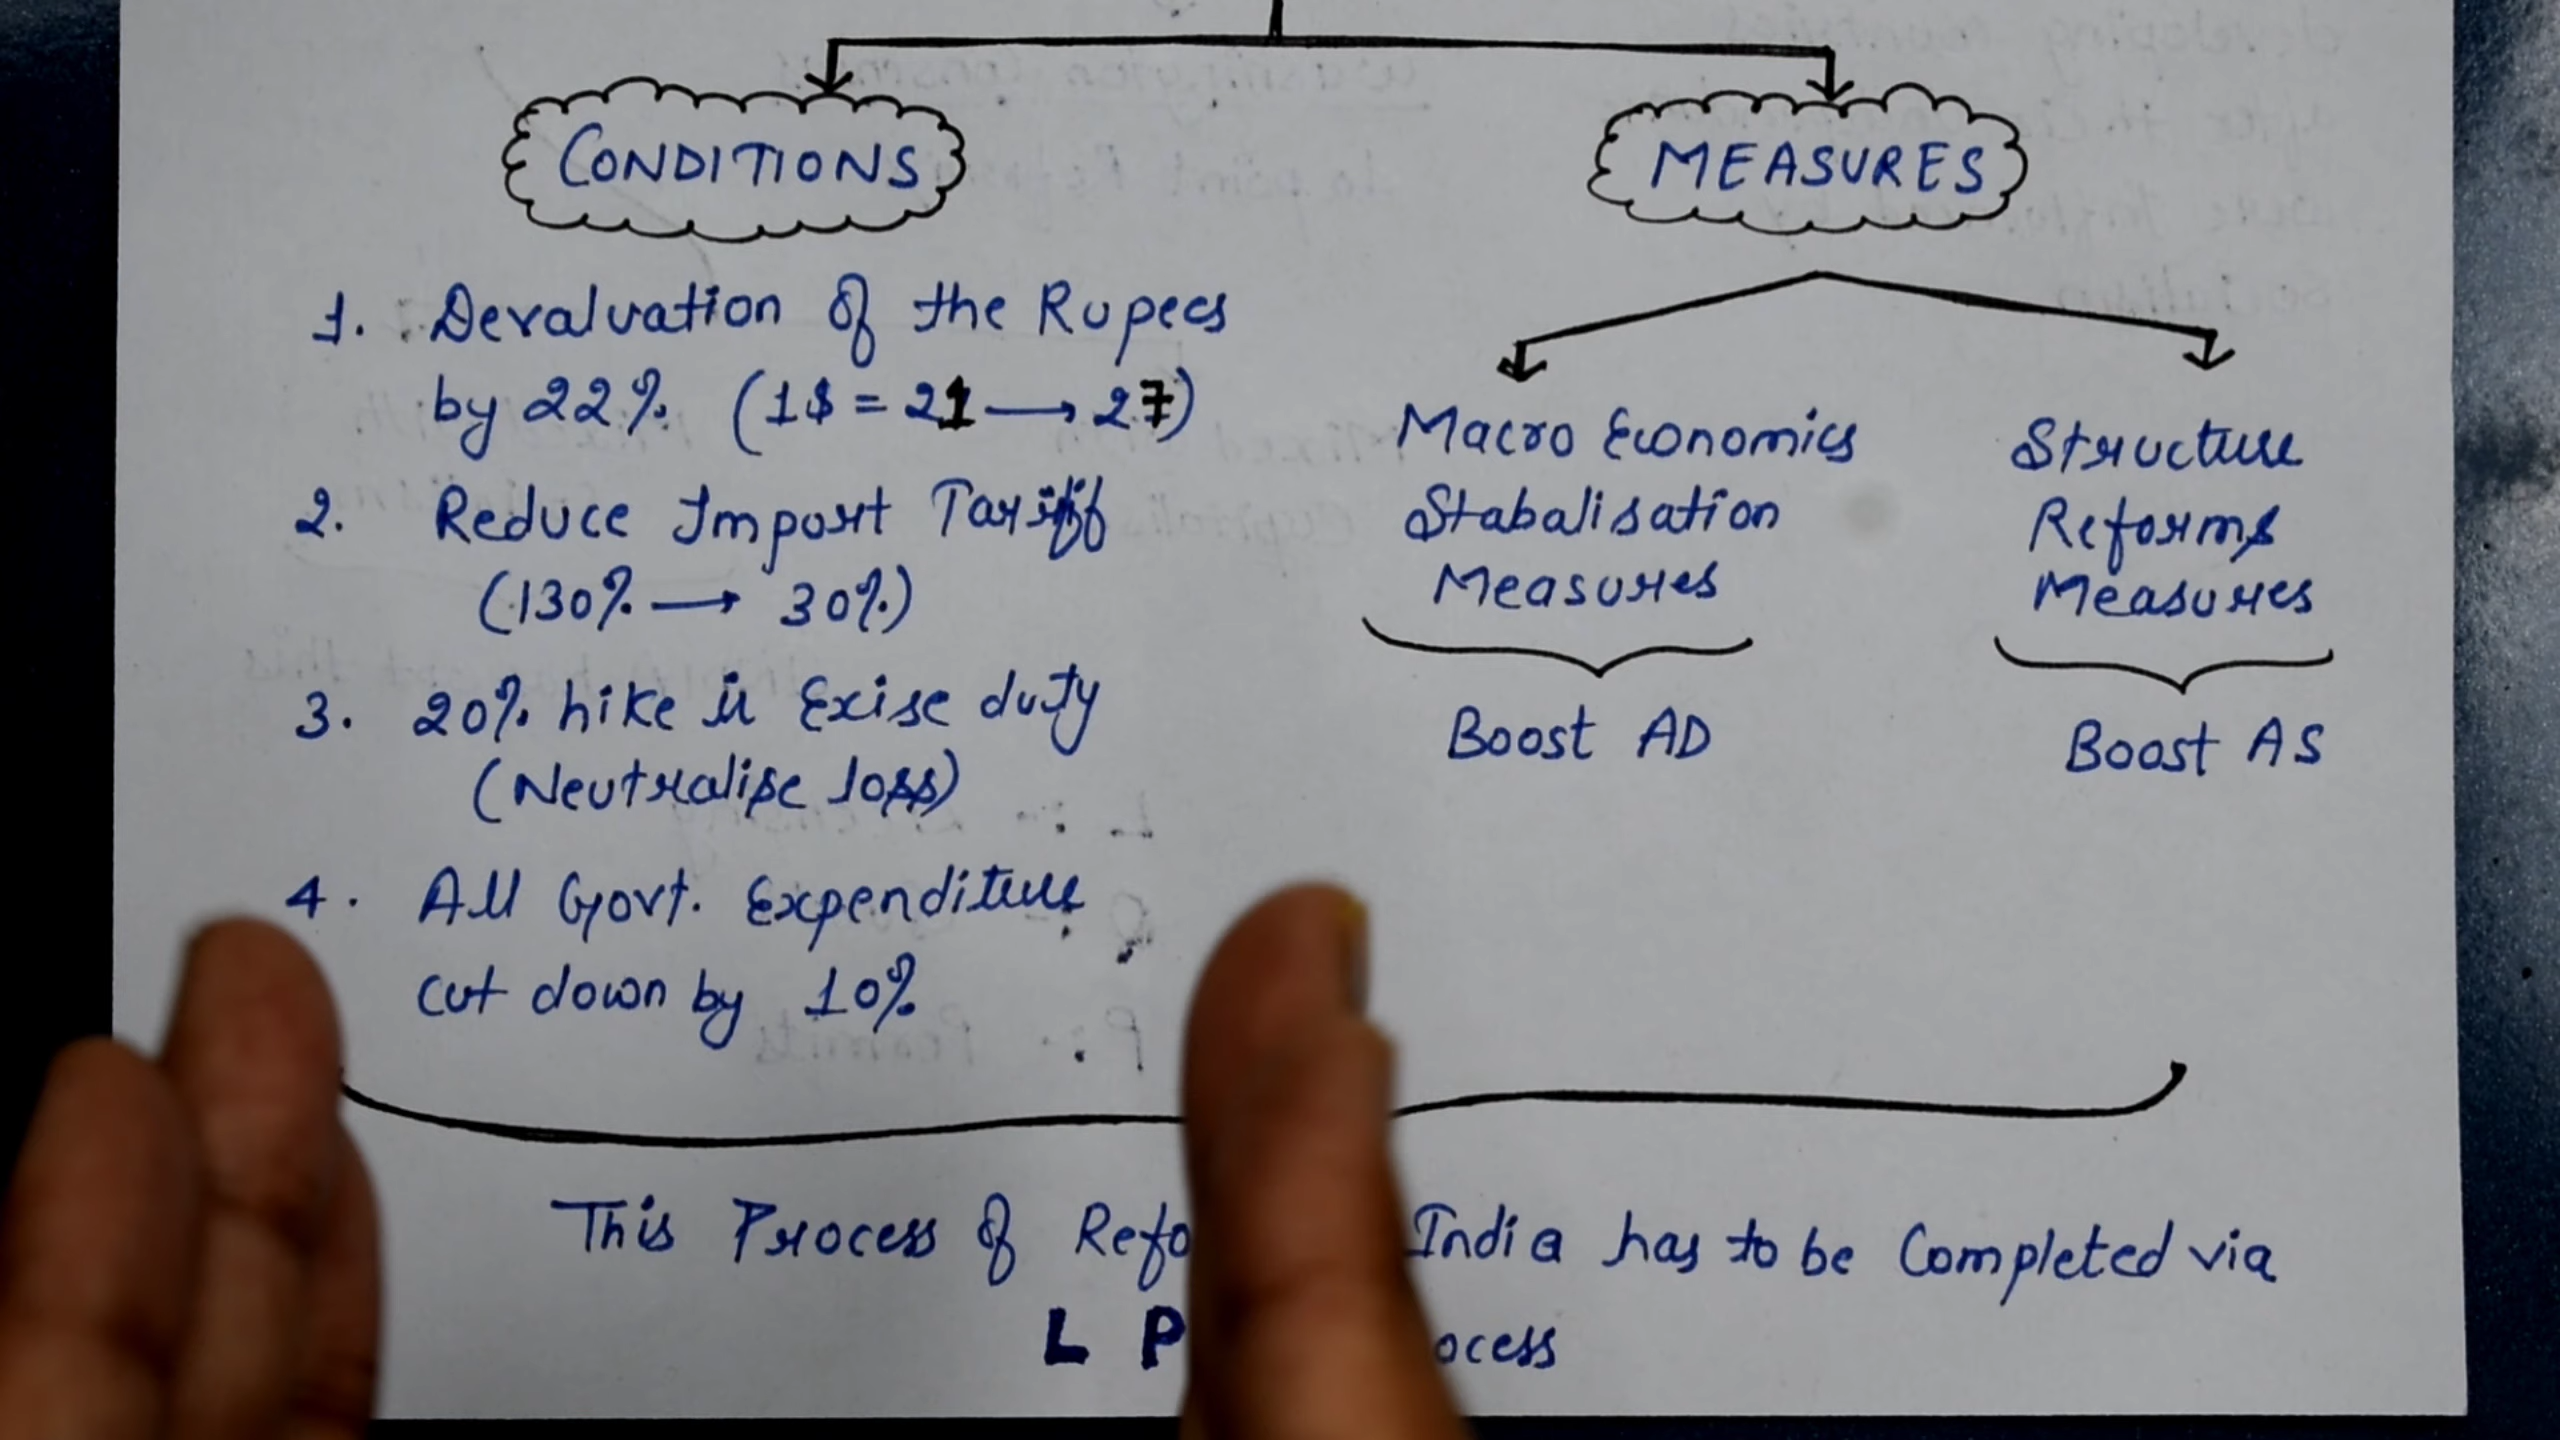 CONDITIONS
1. Devaluation of the Rupees
by 22%. (1$ = 21 → 27)
2. Reduce Import Tariff
(130% → 30%)
3. 20% hike in Exise duty
(Neutralise loss)
4. All Govt. Expenditure
cut down by 10%
MEASURES
Macro Economics
Stabalisation
Measures
Boost AD
Structure
Reforms
Measures
Boost AS
This Process of Refo India has to be Completed via
L P ocess